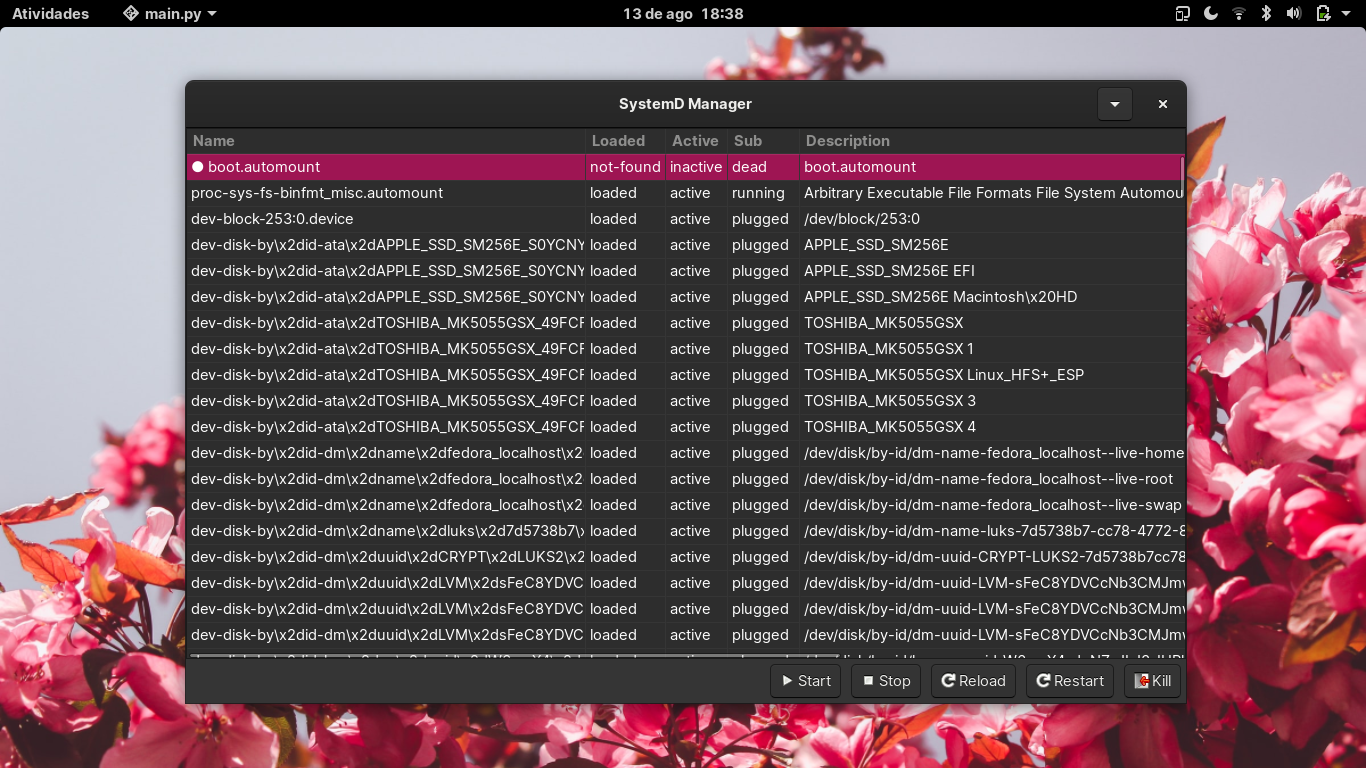 Atividades main.py 13 de ago 18:38
SystemD Manager
Name Loaded Active Sub Description
boot.automount not-found inactive dead boot.automount
proc-sys-fs-binfmt_misc.automount loaded active running Arbitrary Executable File Formats File System Automou
dev-block-253:0.device loaded active plugged /dev/block/253:0
dev-disk-by\x2did-ata\x2dAPPLE_SSD_SM256E_S0YCNY loaded active plugged APPLE_SSD_SM256E
dev-disk-by\x2did-ata\x2dAPPLE_SSD_SM256E_S0YCNY loaded active plugged APPLE_SSD_SM256E EFI
dev-disk-by\x2did-ata\x2dAPPLE_SSD_SM256E_S0YCNY loaded active plugged APPLE_SSD_SM256E Macintosh\x20HD
dev-disk-by\x2did-ata\x2dTOSHIBA_MK5055GSX_49FCF loaded active plugged TOSHIBA_MK5055GSX
dev-disk-by\x2did-ata\x2dTOSHIBA_MK5055GSX_49FCF loaded active plugged TOSHIBA_MK5055GSX 1
dev-disk-by\x2did-ata\x2dTOSHIBA_MK5055GSX_49FCF loaded active plugged TOSHIBA_MK5055GSX Linux_HFS+_ESP
dev-disk-by\x2did-ata\x2dTOSHIBA_MK5055GSX_49FCF loaded active plugged TOSHIBA_MK5055GSX 3
dev-disk-by\x2did-ata\x2dTOSHIBA_MK5055GSX_49FCF loaded active plugged TOSHIBA_MK5055GSX 4
dev-disk-by\x2did-dm\x2dname\x2dfedora_localhost\x2 loaded active plugged /dev/disk/by-id/dm-name-fedora_localhost--live-home
dev-disk-by\x2did-dm\x2dname\x2dfedora_localhost\x2 loaded active plugged /dev/disk/by-id/dm-name-fedora_localhost--live-root
dev-disk-by\x2did-dm\x2dname\x2dfedora_localhost\x2 loaded active plugged /dev/disk/by-id/dm-name-fedora_localhost--live-swap
dev-disk-by\x2did-dm\x2dname\x2dluks\x2d7d5738b7\x loaded active plugged /dev/disk/by-id/dm-name-luks-7d5738b7-cc78-4772-8
dev-disk-by\x2did-dm\x2duuid\x2dCRYPT\x2dLUKS2\x2 loaded active plugged /dev/disk/by-id/dm-uuid-CRYPT-LUKS2-7d5738b7cc78
dev-disk-by\x2did-dm\x2duuid\x2dLVM\x2dsFeC8YDVC loaded active plugged /dev/disk/by-id/dm-uuid-LVM-sFeC8YDVCcNb3CMJmv
dev-disk-by\x2did-dm\x2duuid\x2dLVM\x2dsFeC8YDVC loaded active plugged /dev/disk/by-id/dm-uuid-LVM-sFeC8YDVCcNb3CMJmv
dev-disk-by\x2did-dm\x2duuid\x2dLVM\x2dsFeC8YDVC loaded active plugged /dev/disk/by-id/dm-uuid-LVM-sFeC8YDVCcNb3CMJmv
Start Stop Reload Restart Kill